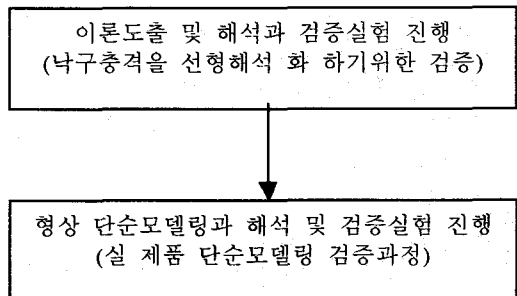 이론도출 및 해석과 검증실험 진행
(낙구충격을 선형해석 화 하기위한 검증)
형상 단순모델링과 해석 및 검증실험 진행
(실 제품 단순모델링 검증과정)